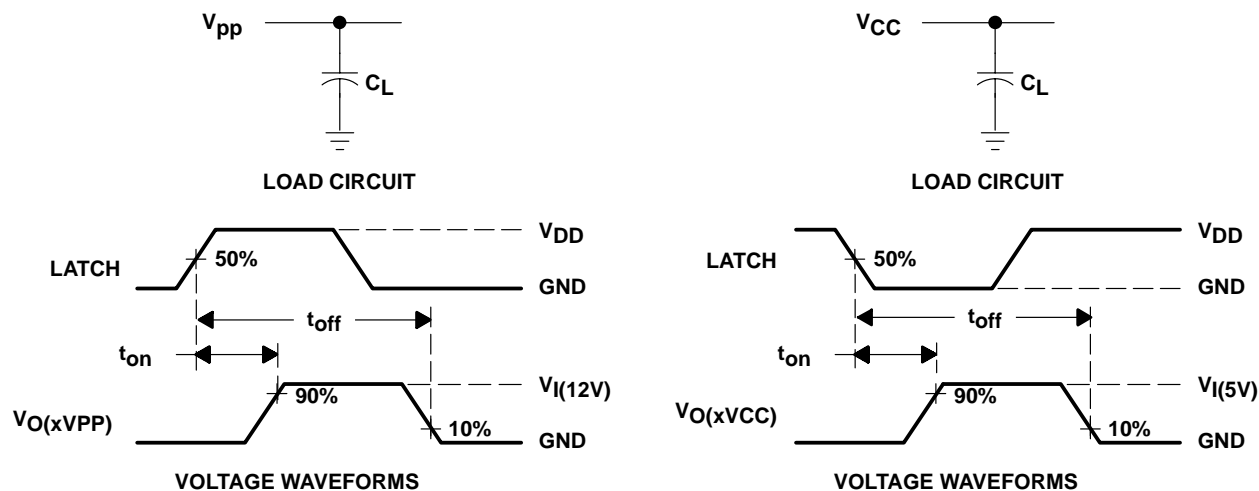 Vpp
CL
LOAD CIRCUIT
LATCH
50%
VDD
GND
toff
ton
VO(xVPP)
90%
10%
VI(12V)
GND
VOLTAGE WAVEFORMS
VCC
CL
LOAD CIRCUIT
LATCH
50%
VDD
GND
toff
ton
VO(xVCC)
90%
10%
VI(5V)
GND
VOLTAGE WAVEFORMS